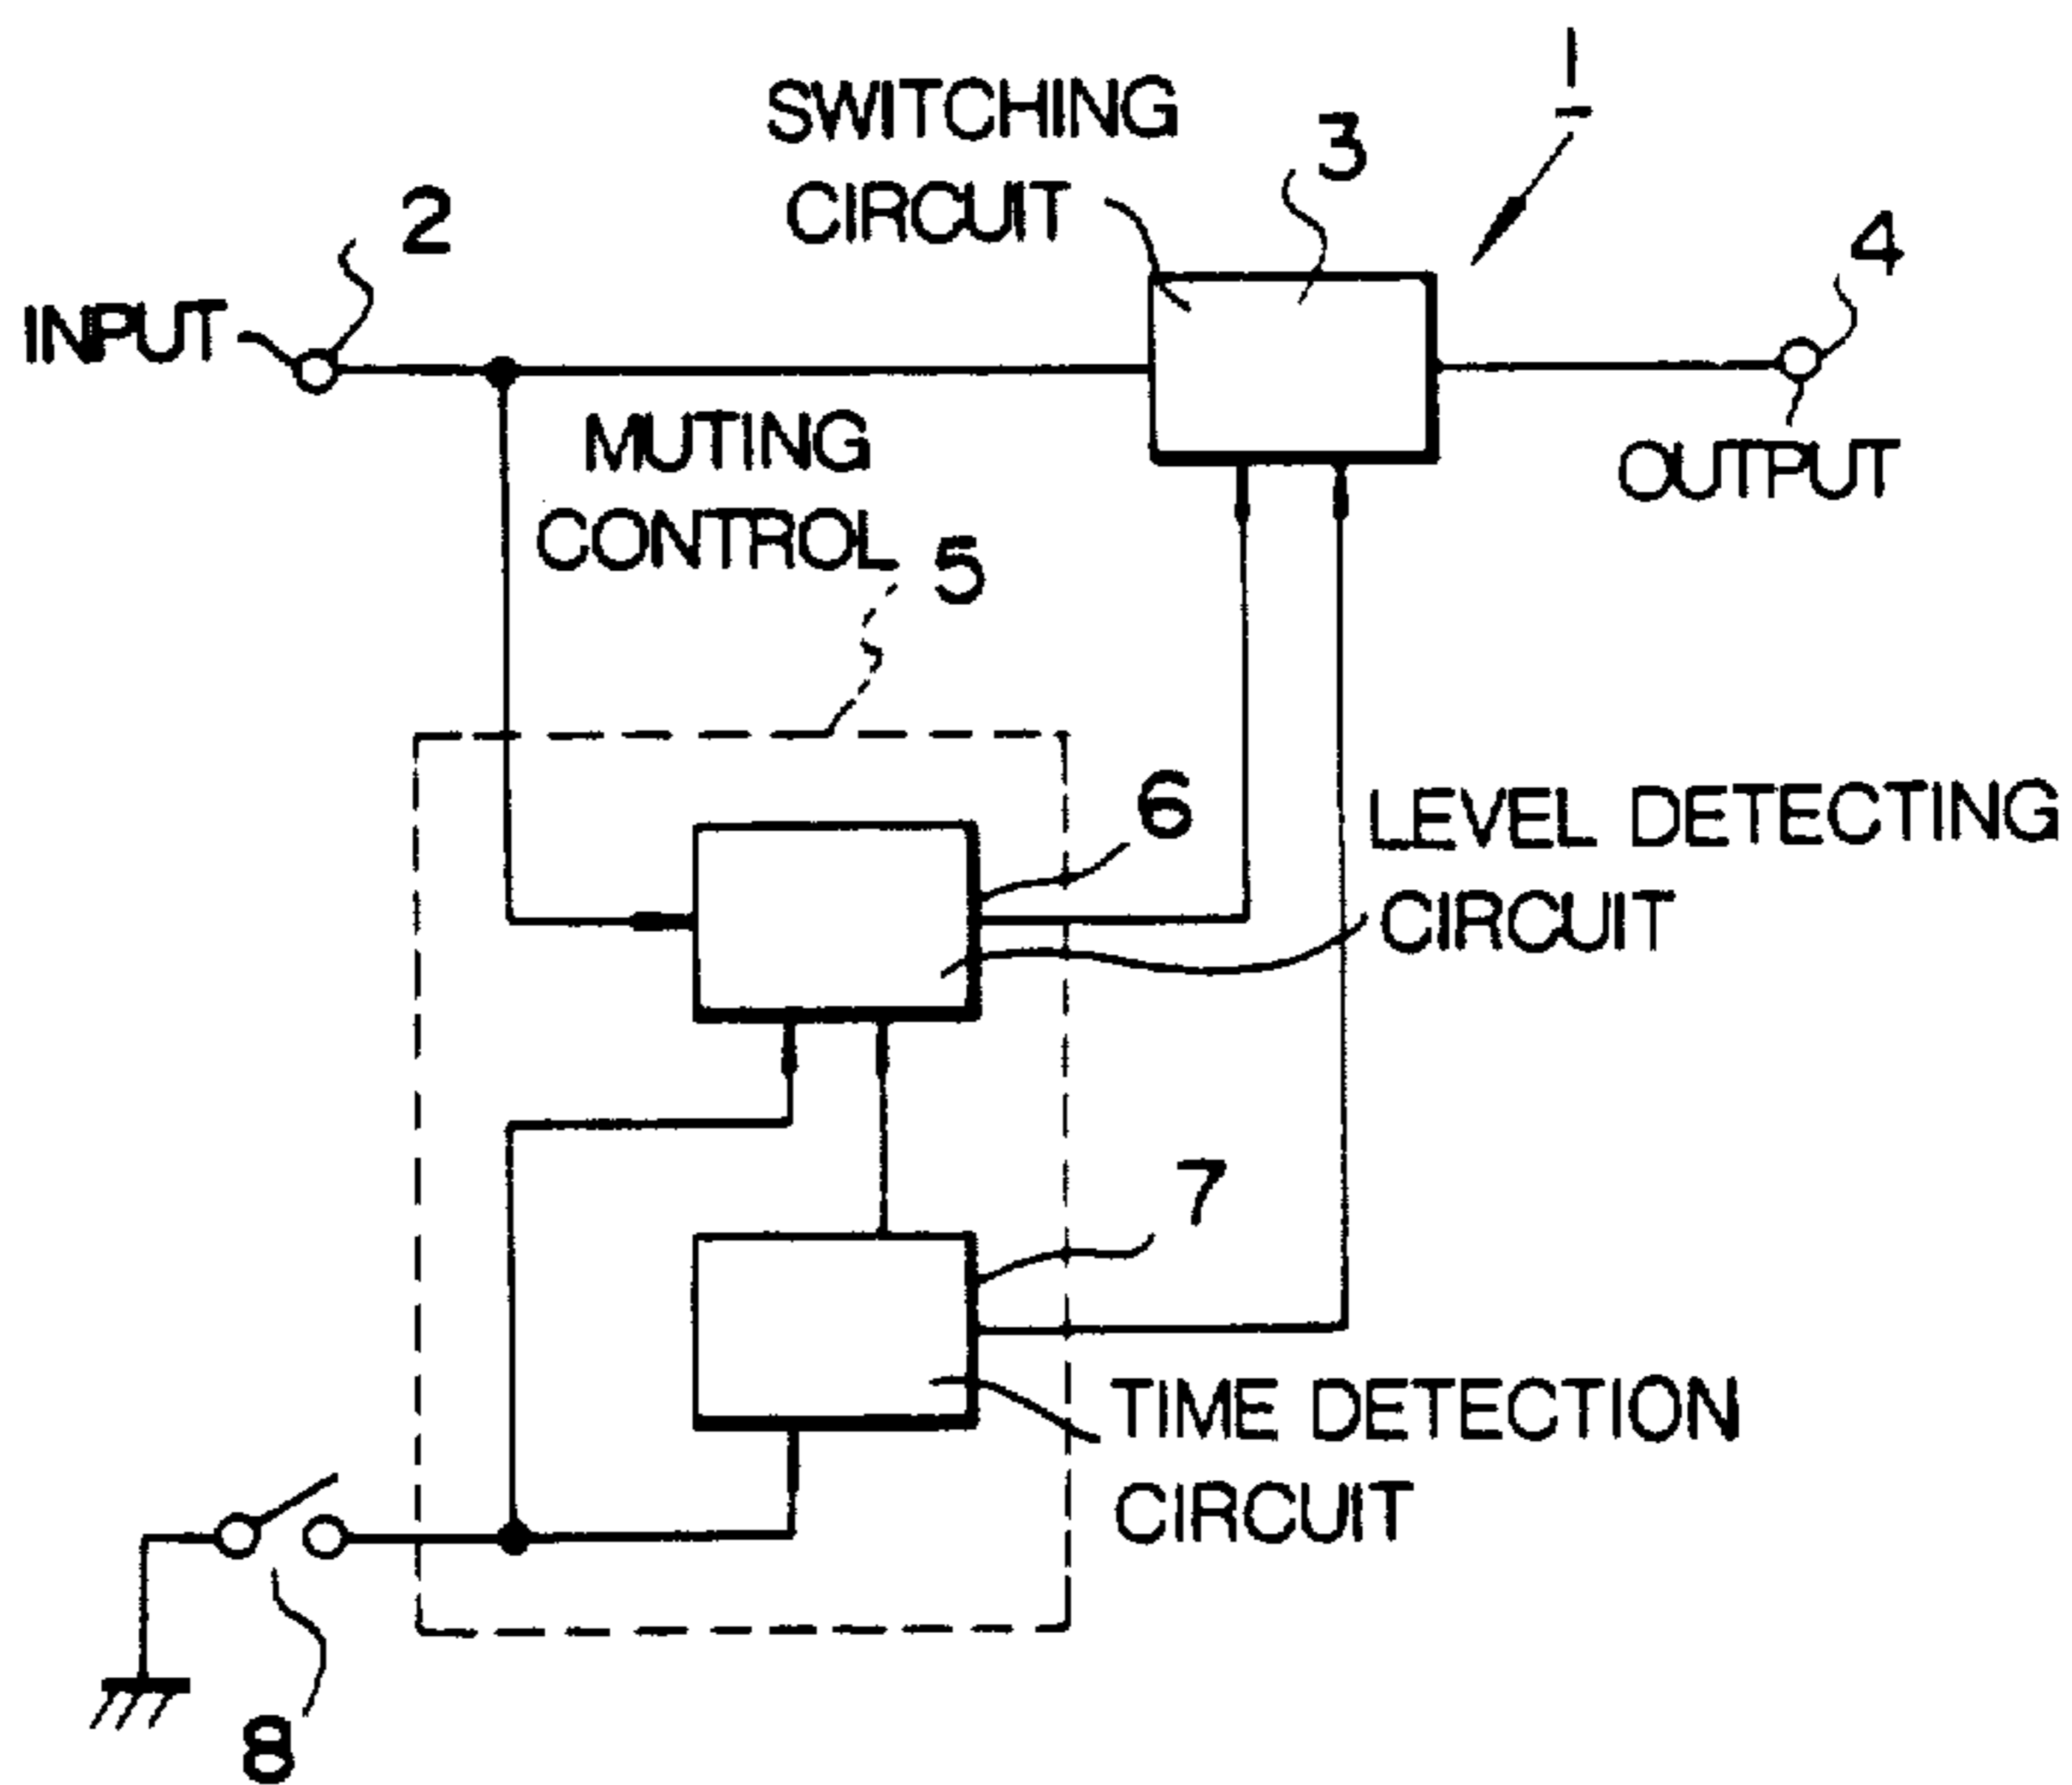 1
SWITCHING
CIRCUIT
3
2
4
INPUT
OUTPUT
MUTING
CONTROL
5
6
LEVEL DETECTING
CIRCUIT
7
TIME DETECTION
CIRCUIT
8